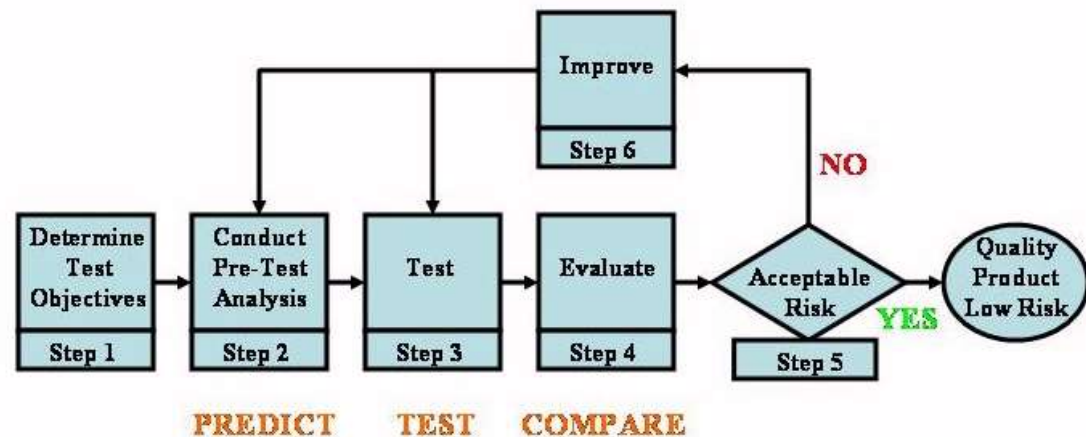 Improve
Step 6
NO
Determine
Test
Objectives
Step 1
Conduct
Pre-Test
Analysis
Step 2
Test
Step 3
Evaluate
Step 4
Acceptable
Risk
Step 5
YES
Quality
Product
Low Risk
PREDICT
TEST
COMPARE